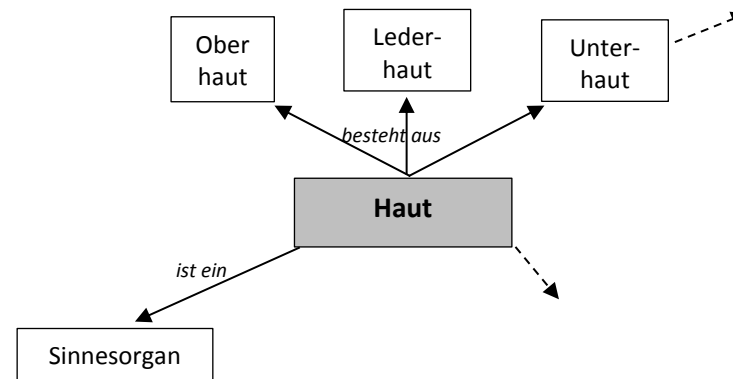 Ober
haut
Leder-
haut
Unter-
haut
besteht aus
Haut
ist ein
Sinnesorgan